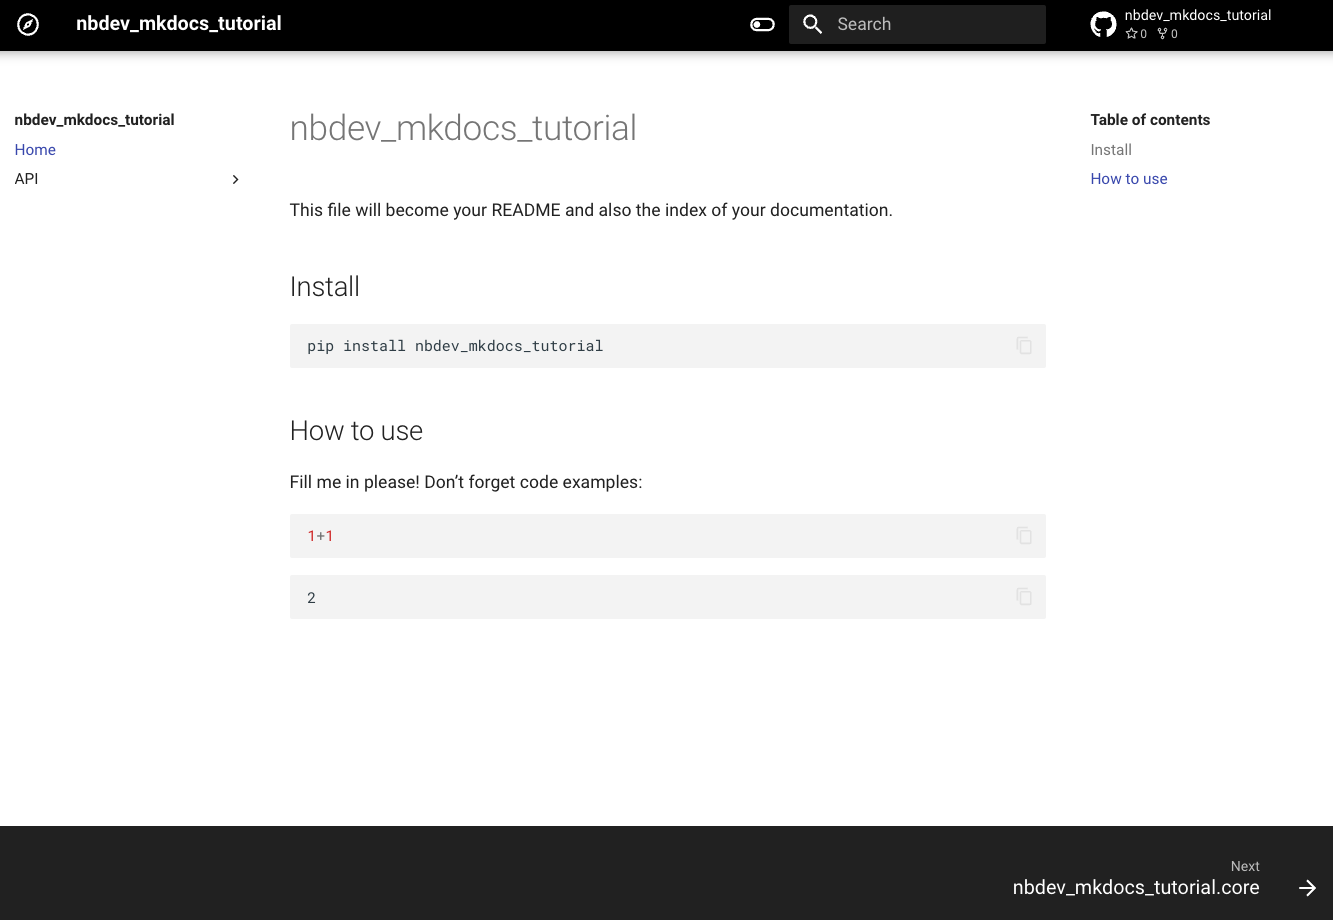 nbdev_mkdocs_tutorial
Search
nbdev_mkdocs_tutorial
0 0
nbdev_mkdocs_tutorial
Home
API
nbdev_mkdocs_tutorial
This file will become your README and also the index of your documentation.
Install
pip install nbdev_mkdocs_tutorial
How to use
Fill me in please! Don’t forget code examples:
1+1
2
Table of contents
Install
How to use
Next
nbdev_mkdocs_tutorial.core